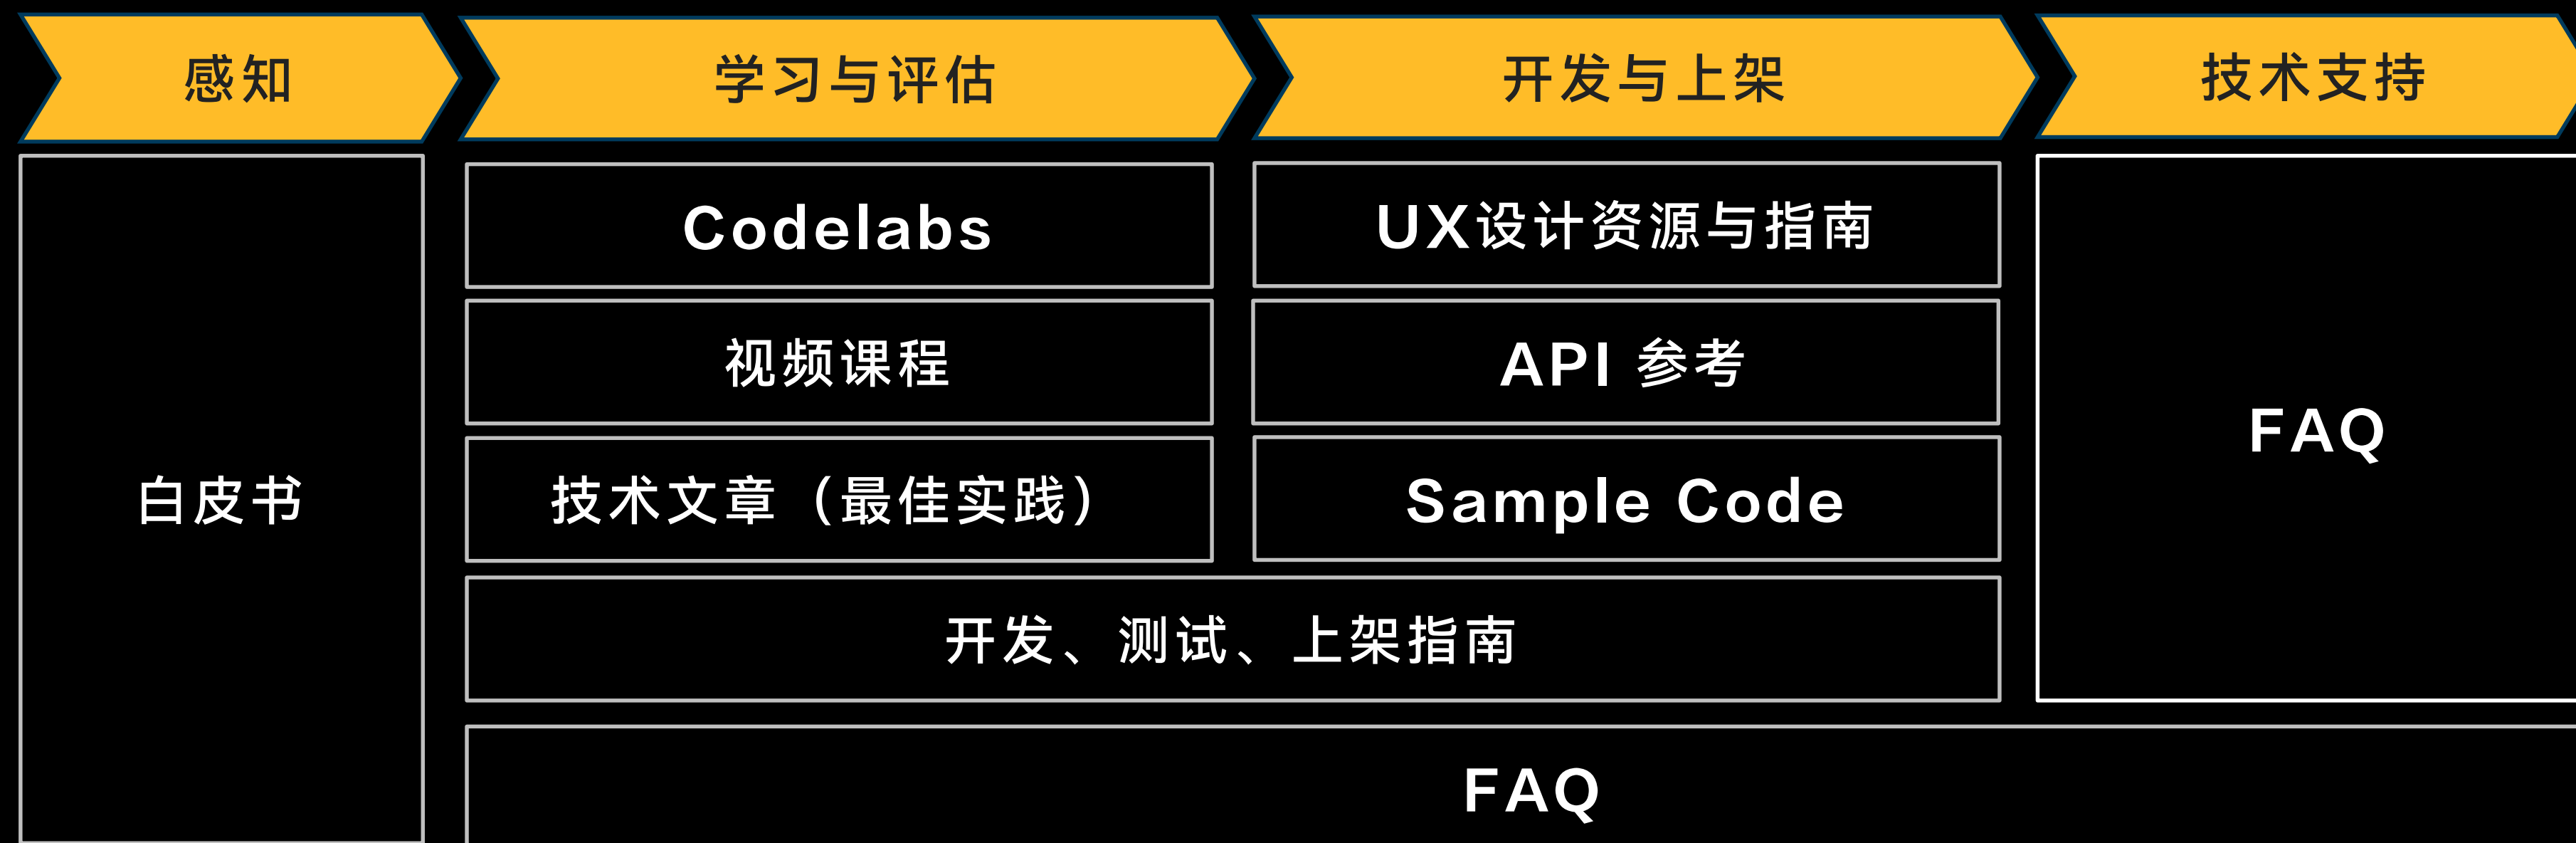 感知
学习与评估
开发与上架
技术支持
Codelabs
UX设计资源与指南
视频课程
API 参考
FAQ
白皮书
技术文章（最佳实践）
Sample Code
开发、测试、上架指南
FAQ